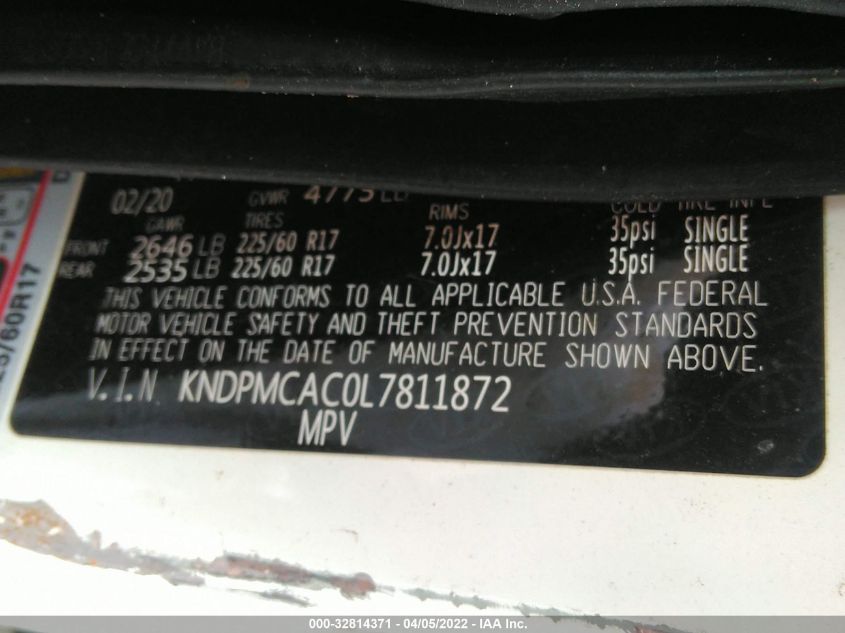 02/20 GVWR 4775 LB
GAWR TIRES RIMS COLD TIRE INFL
FRONT 2646 LB 225/60 R17 7.0Jx17 35psi SINGLE
REAR 2535 LB 225/60 R17 7.0Jx17 35psi SINGLE
THIS VEHICLE CONFORMS TO ALL APPLICABLE U.S.A. FEDERAL
MOTOR VEHICLE SAFETY AND THEFT PREVENTION STANDARDS
IN EFFECT ON THE DATE OF MANUFACTURE SHOWN ABOVE.
V.I.N KNDPMCAC0L7811872
MPV
25/60R17
000-32814371 - 04/05/2022 - IAA Inc.